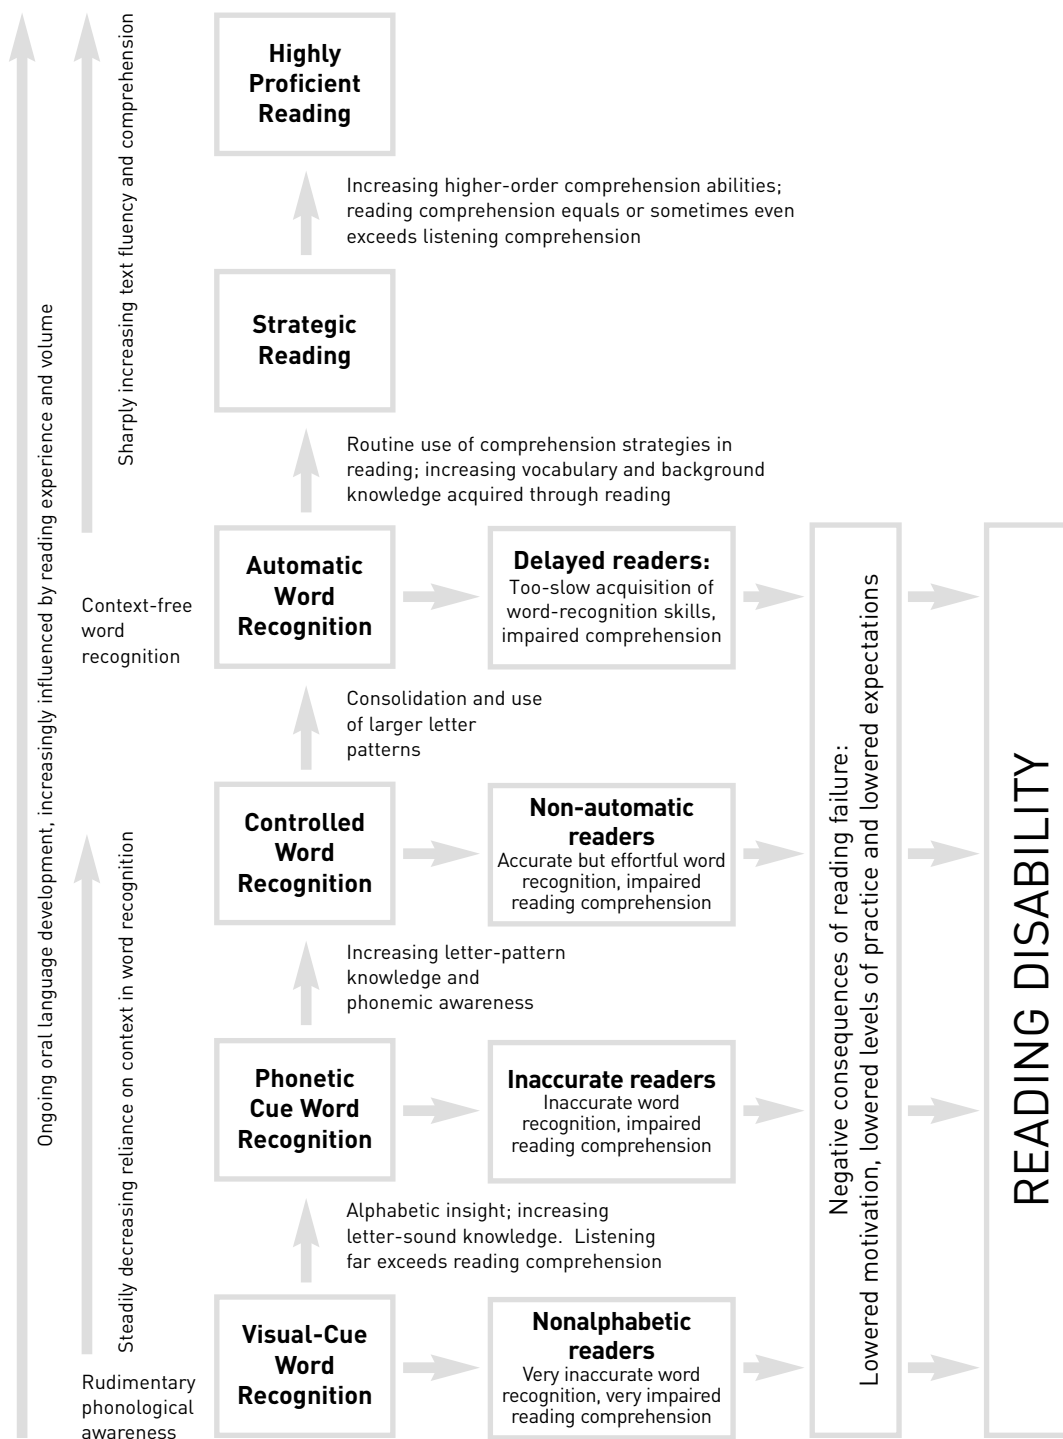 Highly
Proficient
Reading
Increasing higher-order comprehension abilities;
reading comprehension equals or sometimes even
exceeds listening comprehension
Strategic
Reading
Routine use of comprehension strategies in
reading; increasing vocabulary and background
knowledge acquired through reading
Automatic
Word
Recognition
Delayed readers:
Too-slow acquisition of
word-recognition skills,
impaired comprehension
Consolidation and use
of larger letter
patterns
Controlled
Word
Recognition
Non-automatic
readers
Accurate but effortful word
recognition, impaired
reading comprehension
Increasing letter-pattern
knowledge and
phonemic awareness
Phonetic
Cue Word
Recognition
Inaccurate readers
Inaccurate word
recognition, impaired
reading comprehension
Alphabetic insight; increasing
letter-sound knowledge. Listening
far exceeds reading comprehension
Visual-Cue
Word
Recognition
Nonalphabetic
readers
Very inaccurate word
recognition, very impaired
reading comprehension
Ongoing oral language development, increasingly influenced by reading experience and volume
Sharply increasing text fluency and comprehension
Context-free
word
recognition
Steadily decreasing reliance on context in word recognition
Rudimentary
phonological
awareness
Negative consequences of reading failure:
Lowered motivation, lowered levels of practice and lowered expectations
READING DISABILITY